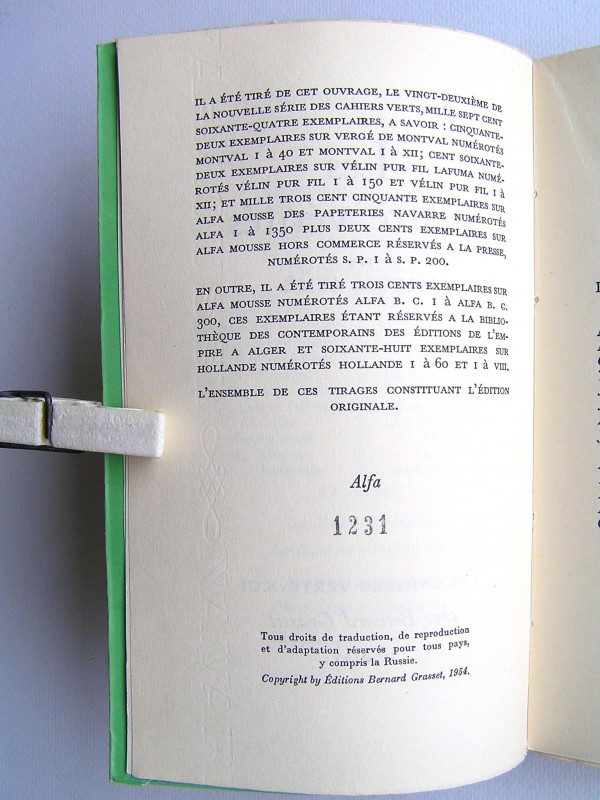 IL A ÉTÉ TIRÉ DE CET OUVRAGE, LE VINGT-DEUXIÈME DE
LA NOUVELLE SÉRIE DES CAHIERS VERTS, MILLE SEPT CENT
SOIXANTE-QUATRE EXEMPLAIRES, A SAVOIR : CINQUANTE-
DEUX EXEMPLAIRES SUR VERGÉ DE MONTVAL NUMÉROTÉS
MONTVAL I à 40 ET MONTVAL I à XII; CENT SOIXANTE-
DEUX EXEMPLAIRES SUR VÉLIN PUR FIL LAFUMA NUMÉ-
ROTÉS VÉLIN PUR FIL I à 150 ET VÉLIN PUR FIL I à
XII; ET MILLE TROIS CENT CINQUANTE EXEMPLAIRES SUR
ALFA MOUSSE DES PAPETERIES NAVARRE NUMÉROTÉS
ALFA I à 1350 PLUS DEUX CENTS EXEMPLAIRES SUR
ALFA MOUSSE HORS COMMERCE RÉSERVÉS A LA PRESSE,
NUMÉROTÉS S. P. I à S. P. 200.
EN OUTRE, IL A ÉTÉ TIRÉ TROIS CENTS EXEMPLAIRES SUR
ALFA MOUSSE NUMÉROTÉS ALFA B. C. I à ALFA B. C.
300, CES EXEMPLAIRES ÉTANT RÉSERVÉS A LA BIBLIO-
THÈQUE DES CONTEMPORAINS DES ÉDITIONS DE L'EM-
PIRE A ALGER ET SOIXANTE-HUIT EXEMPLAIRES SUR
HOLLANDE NUMÉROTÉS HOLLANDE I à 60 ET I à VIII.
L'ENSEMBLE DE CES TIRAGES CONSTITUANT L'ÉDITION
ORIGINALE.
Alfa
1231
Tous droits de traduction, de reproduction
et d'adaptation réservés pour tous pays,
y compris la Russie.
Copyright by Éditions Bernard Grasset, 1954.